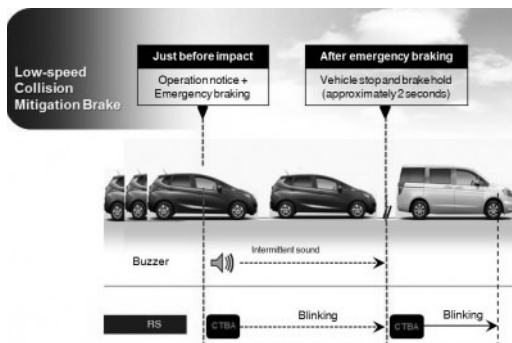 Low-speed
Collision
Mitigation Brake
Just before impact
Operation notice +
Emergency braking
After emergency braking
Vehicle stop and brake hold
(approximately 2 seconds)
Buzzer
Intermittent sound
RS
CTBA
Blinking
CTBA
Blinking